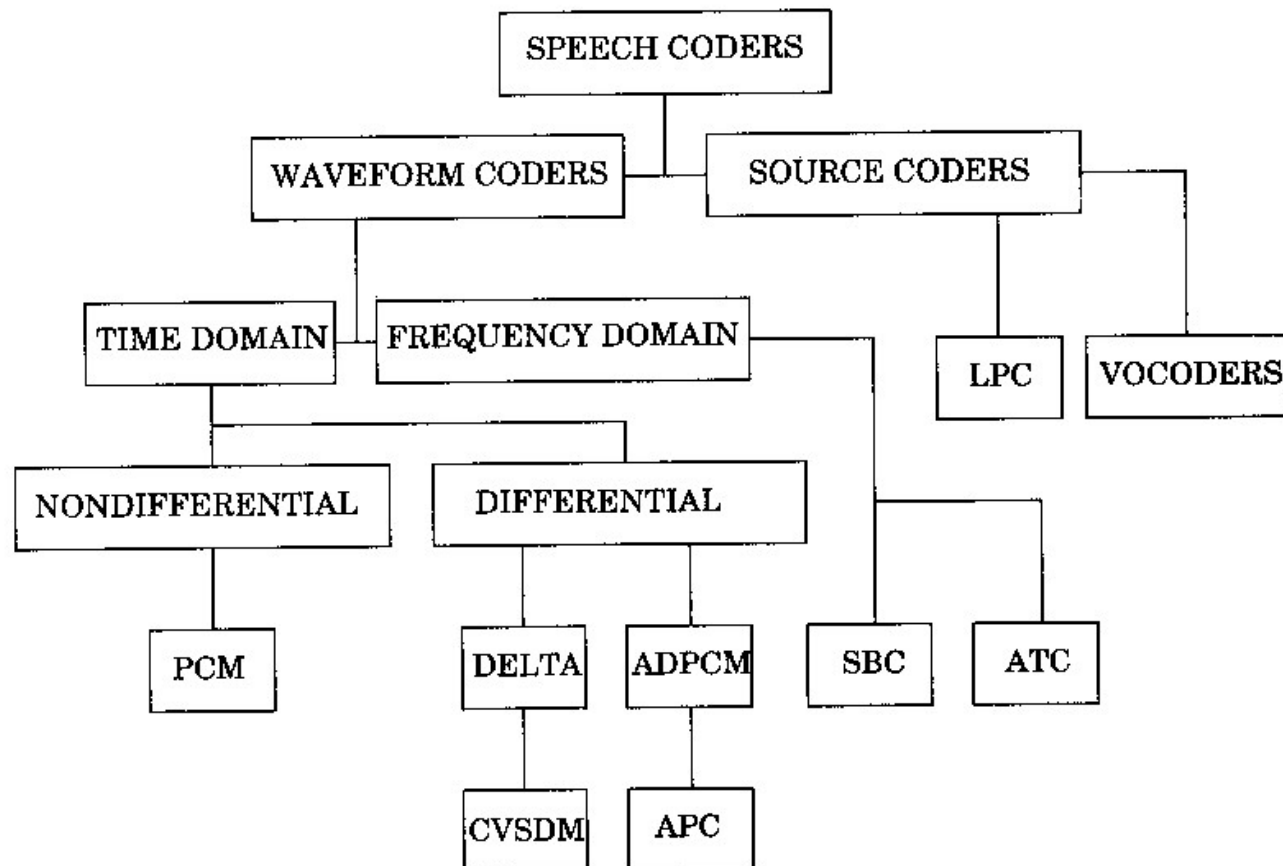 SPEECH CODERS
WAVEFORM CODERS
SOURCE CODERS
TIME DOMAIN
FREQUENCY DOMAIN
LPC
VOCODERS
NONDIFFERENTIAL
DIFFERENTIAL
PCM
DELTA
ADPCM
SBC
ATC
CVSDM
APC